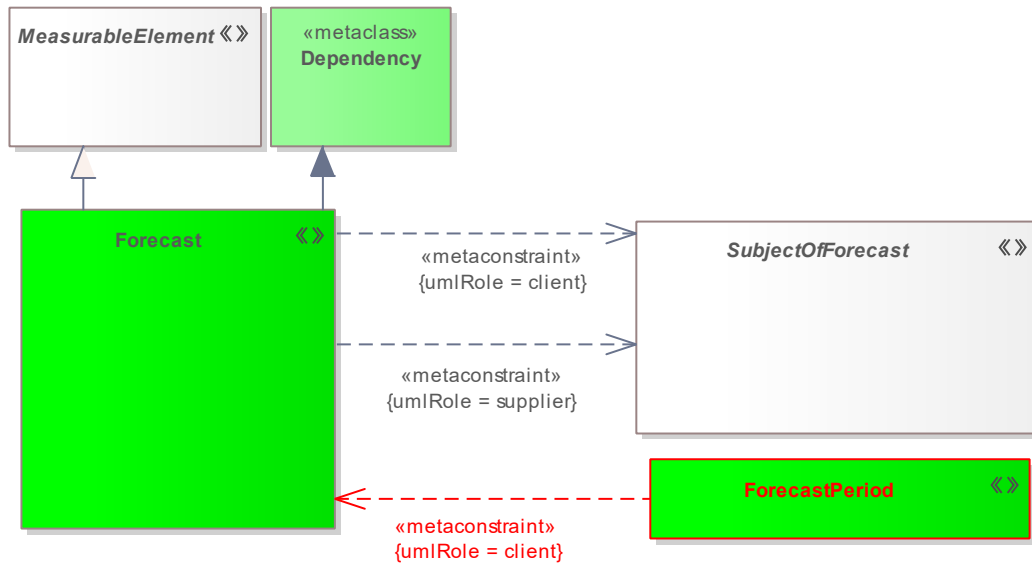 MeasurableElement «»
«metaclass»
Dependency
Forecast «»
«metaconstraint»
{umlRole = client}
SubjectOfForecast «»
«metaconstraint»
{umlRole = supplier}
ForecastPeriod «»
«metaconstraint»
{umlRole = client}